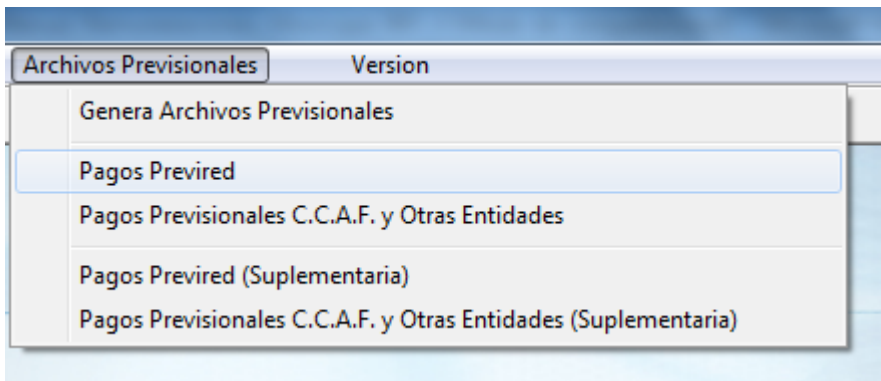 Archivos Previsionales Version
Genera Archivos Previsionales
Pagos Previred
Pagos Previsionales C.C.A.F. y Otras Entidades
Pagos Previred (Suplementaria)
Pagos Previsionales C.C.A.F. y Otras Entidades (Suplementaria)